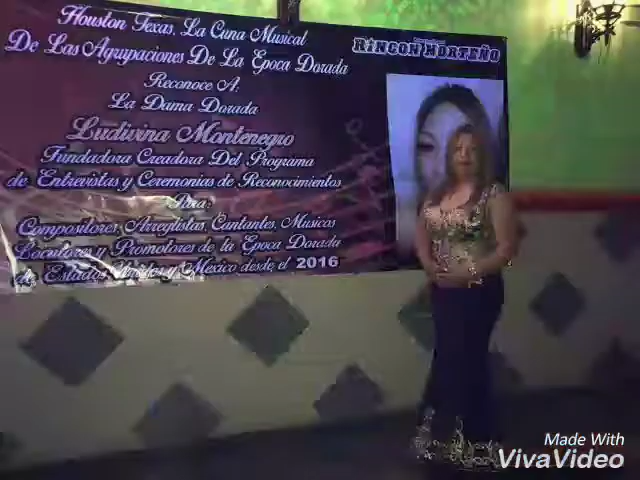 Houston Texas, La Cuna Musical
De Las Agrupaciones De La Epoca Dorada
Reconoce A:
La Dama Dorada
Ludivina Montenegro
Fundadora Creadora Del Programa
de Entrevistas y Ceremonias de Reconocimientos
Para:
Compositores, Arreglistas, Cantantes, Musicos
Locutores y Promotores de la Epoca Dorada
de Estados Unidos y Mexico desde el 2016
RINCON NORTEÑO
Made With
VivaVideo